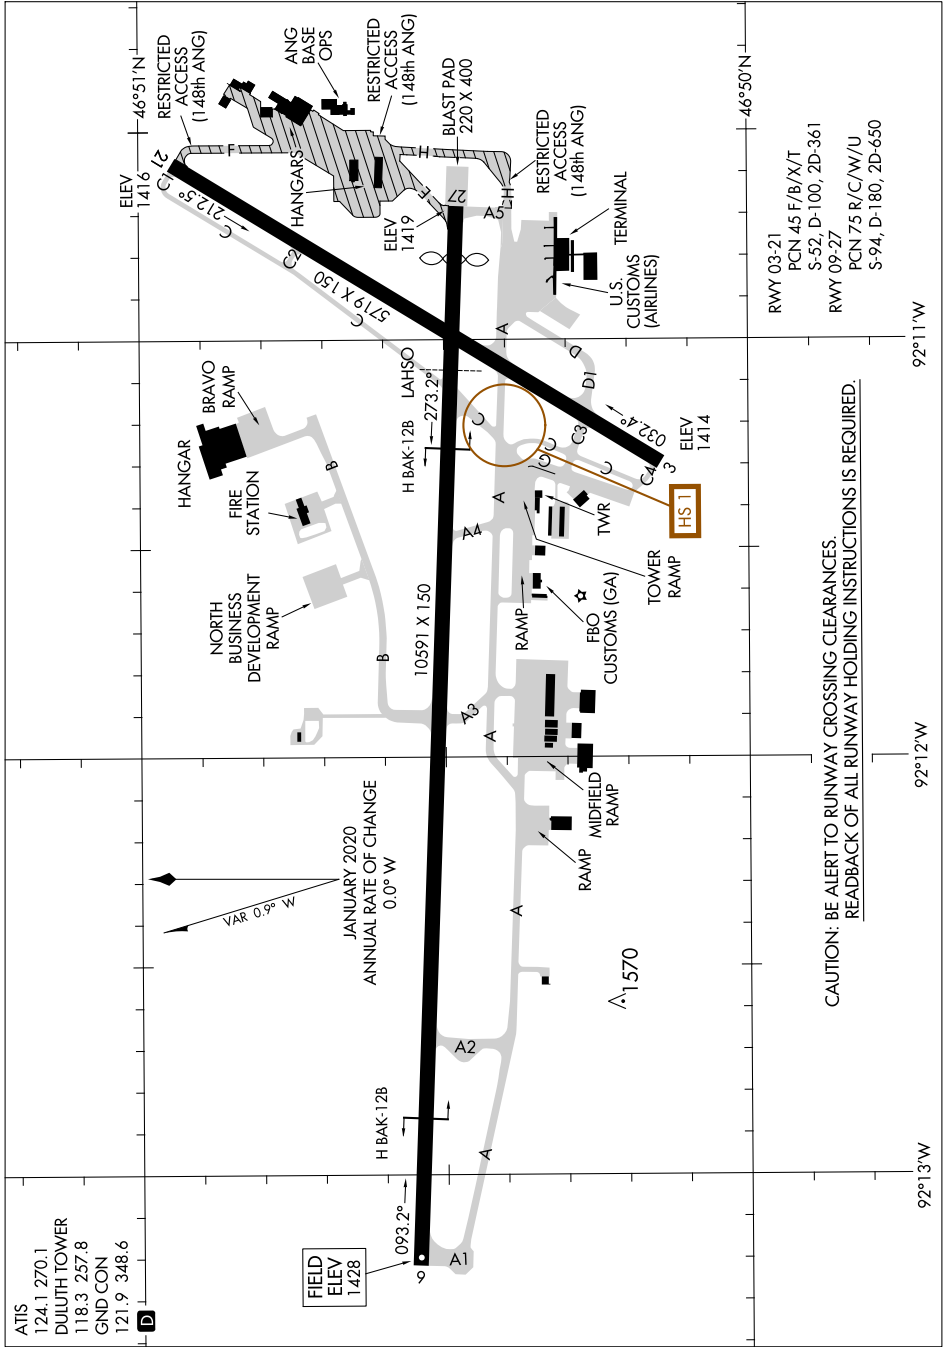 ATIS
124.1 270.1
DULUTH TOWER
118.3 257.8
GND CON
121.9 348.6
D
FIELD
ELEV
1428
9
093.2°
A1
A
H BAK-12B
A2
1570
VAR 0.9° W
JANUARY 2020
ANNUAL RATE OF CHANGE
0.0° W
A
RAMP
MIDFIELD
RAMP
A
A3
B
10591 X 150
NORTH
BUSINESS
DEVELOPMENT
RAMP
FIRE
STATION
HANGAR
BRAVO
RAMP
B
A4
A
RAMP
FBO
CUSTOMS (GA)
TOWER
RAMP
TWR
HS 1
H BAK-12B
273.2°
LAHSO
C
G
C
C3
C
C4
3
032.4°
ELEV
1414
D1
D
A
C
5719 X 150
C2
C
212.5°
C1
21
ELEV
1416
RESTRICTED
ACCESS
(148th ANG)
F
HANGARS
ANG
BASE
OPS
RESTRICTED
ACCESS
(148th ANG)
H
E
ELEV
1419
27
BLAST PAD
220 X 400
A5
H
RESTRICTED
ACCESS
(148th ANG)
TERMINAL
U.S.
CUSTOMS
(AIRLINES)
46°51'N
46°50'N
92°11'W
92°12'W
92°13'W
RWY 03-21
PCN 45 F/B/X/T
S-52, D-100, 2D-361
RWY 09-27
PCN 75 R/C/W/U
S-94, D-180, 2D-650
CAUTION: BE ALERT TO RUNWAY CROSSING CLEARANCES.
READBACK OF ALL RUNWAY HOLDING INSTRUCTIONS IS REQUIRED.